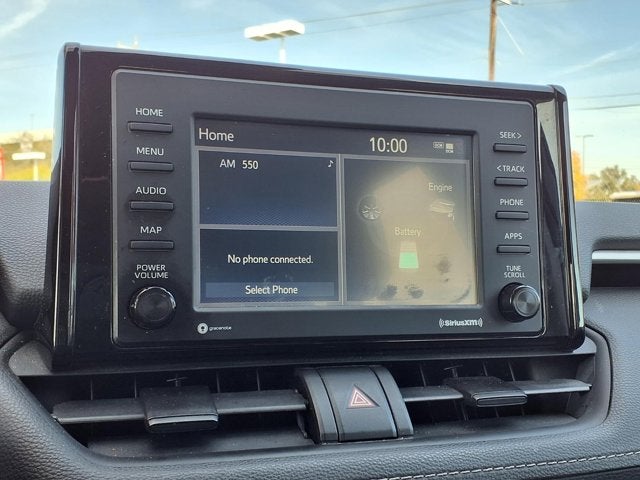 HOME
MENU
AUDIO
MAP
POWER
VOLUME
Home
10:00
DCM
AM 550
No phone connected.
Select Phone
Engine
Battery
SEEK >
< TRACK
PHONE
APPS
TUNE
SCROLL
gracenote
((SiriusXM))